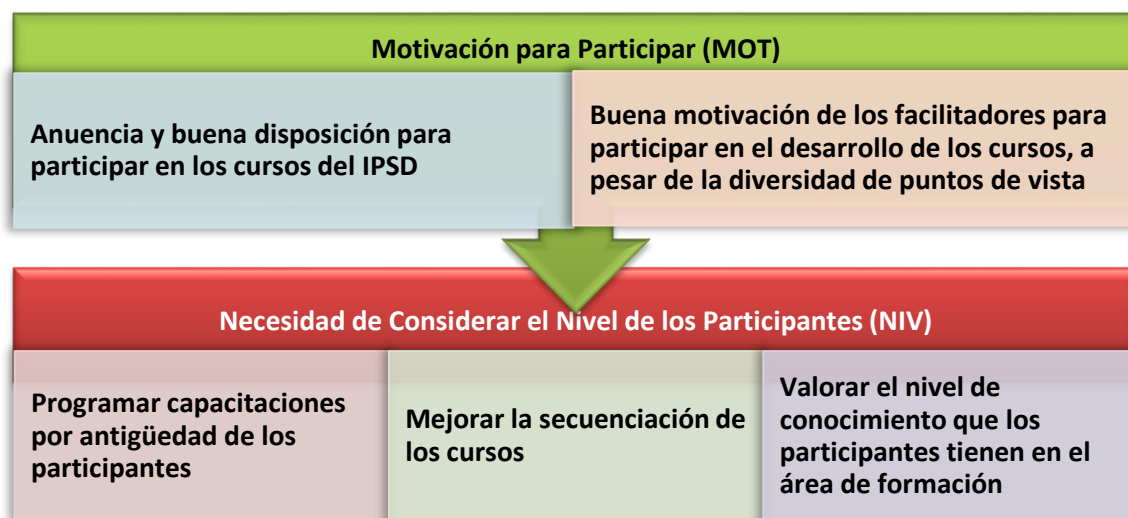 Motivación para Participar (MOT)
Anuencia y buena disposición para
participar en los cursos del IPSD
Buena motivación de los facilitadores para
participar en el desarrollo de los cursos, a
pesar de la diversidad de puntos de vista
Necesidad de Considerar el Nivel de los Participantes (NIV)
Programar capacitaciones
por antigüedad de los
participantes
Mejorar la secuenciación de
los cursos
Valorar el nivel de
conocimiento que los
participantes tienen en el
área de formación